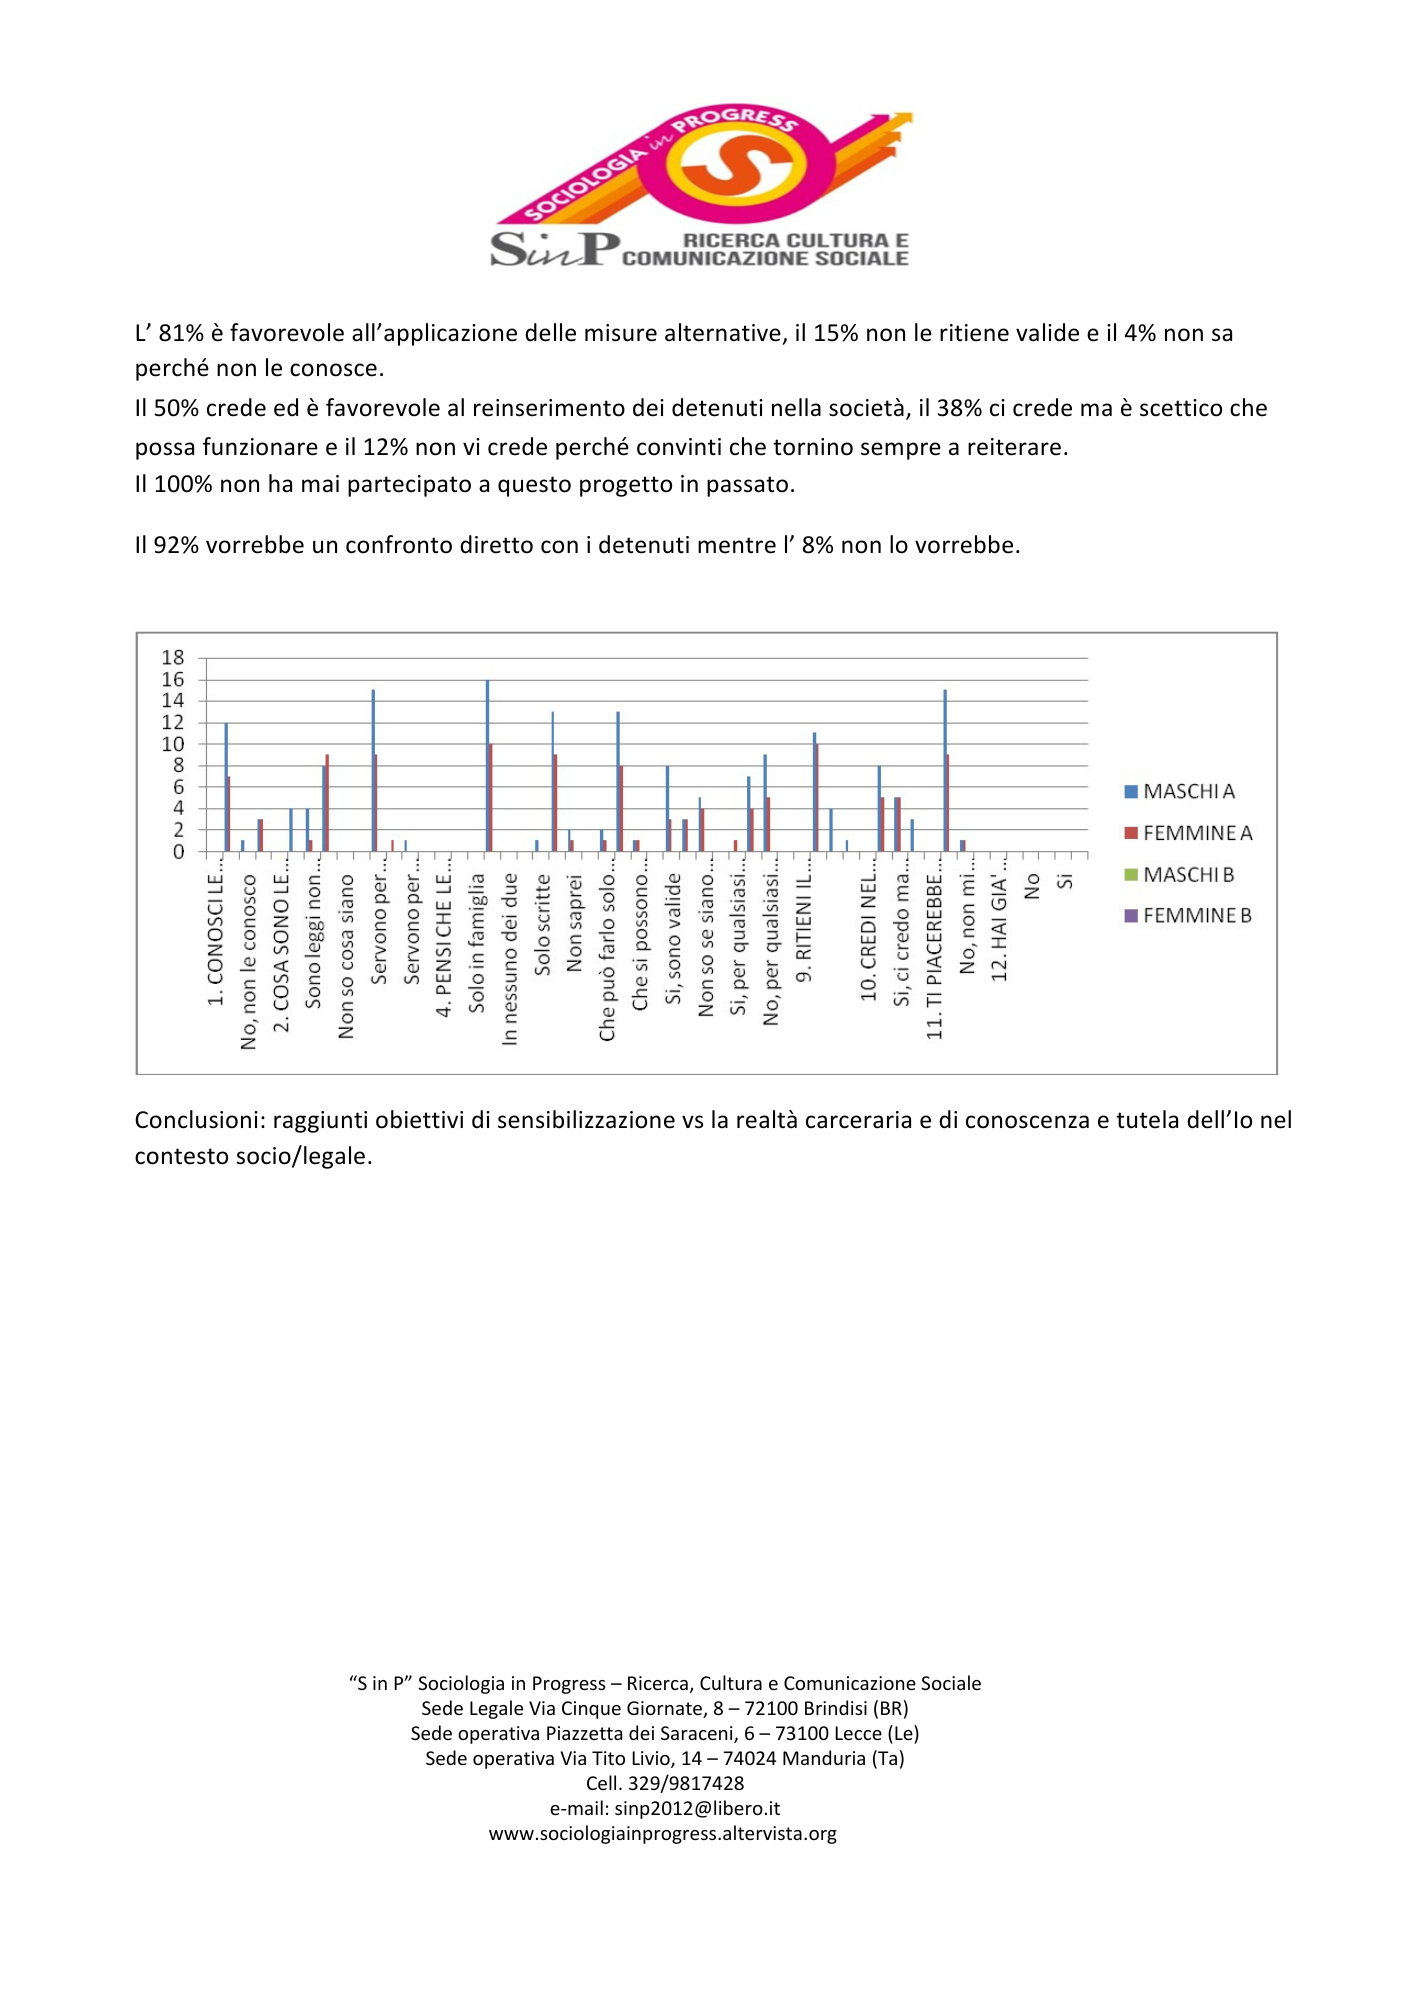 SOCIOLOGIA in PROGRESS
S
SinP RICERCA CULTURA E
COMUNICAZIONE SOCIALE
L’ 81% è favorevole all’applicazione delle misure alternative, il 15% non le ritiene valide e il 4% non sa
perché non le conosce.
Il 50% crede ed è favorevole al reinserimento dei detenuti nella società, il 38% ci crede ma è scettico che
possa funzionare e il 12% non vi crede perché convinti che tornino sempre a reiterare.
Il 100% non ha mai partecipato a questo progetto in passato.
Il 92% vorrebbe un confronto diretto con i detenuti mentre l’ 8% non lo vorrebbe.
18
16
14
12
10
8
6
4
2
0
1. CONOSCI LE...
No, non le conosco
2. COSA SONO LE...
Sono leggi non...
Non so cosa siano
Servono per...
Servono per...
4. PENSI CHE LE...
Solo in famiglia
In nessuno dei due
Solo scritte
Non saprei
Che può farlo solo...
Che si possono...
Si, sono valide
Non so se siano...
Si, per qualsiasi...
No, per qualsiasi...
9. RITIENI IL...
10. CREDI NEL...
Si, ci credo ma...
11. TI PIACEREBBE...
No, non mi...
12. HAI GIA'...
No
Si
MASCHI A
FEMMINE A
MASCHI B
FEMMINE B
Conclusioni: raggiunti obiettivi di sensibilizzazione vs la realtà carceraria e di conoscenza e tutela dell’Io nel
contesto socio/legale.
“S in P” Sociologia in Progress – Ricerca, Cultura e Comunicazione Sociale
Sede Legale Via Cinque Giornate, 8 – 72100 Brindisi (BR)
Sede operativa Piazzetta dei Saraceni, 6 – 73100 Lecce (Le)
Sede operativa Via Tito Livio, 14 – 74024 Manduria (Ta)
Cell. 329/9817428
e-mail: sinp2012@libero.it
www.sociologiainprogress.altervista.org